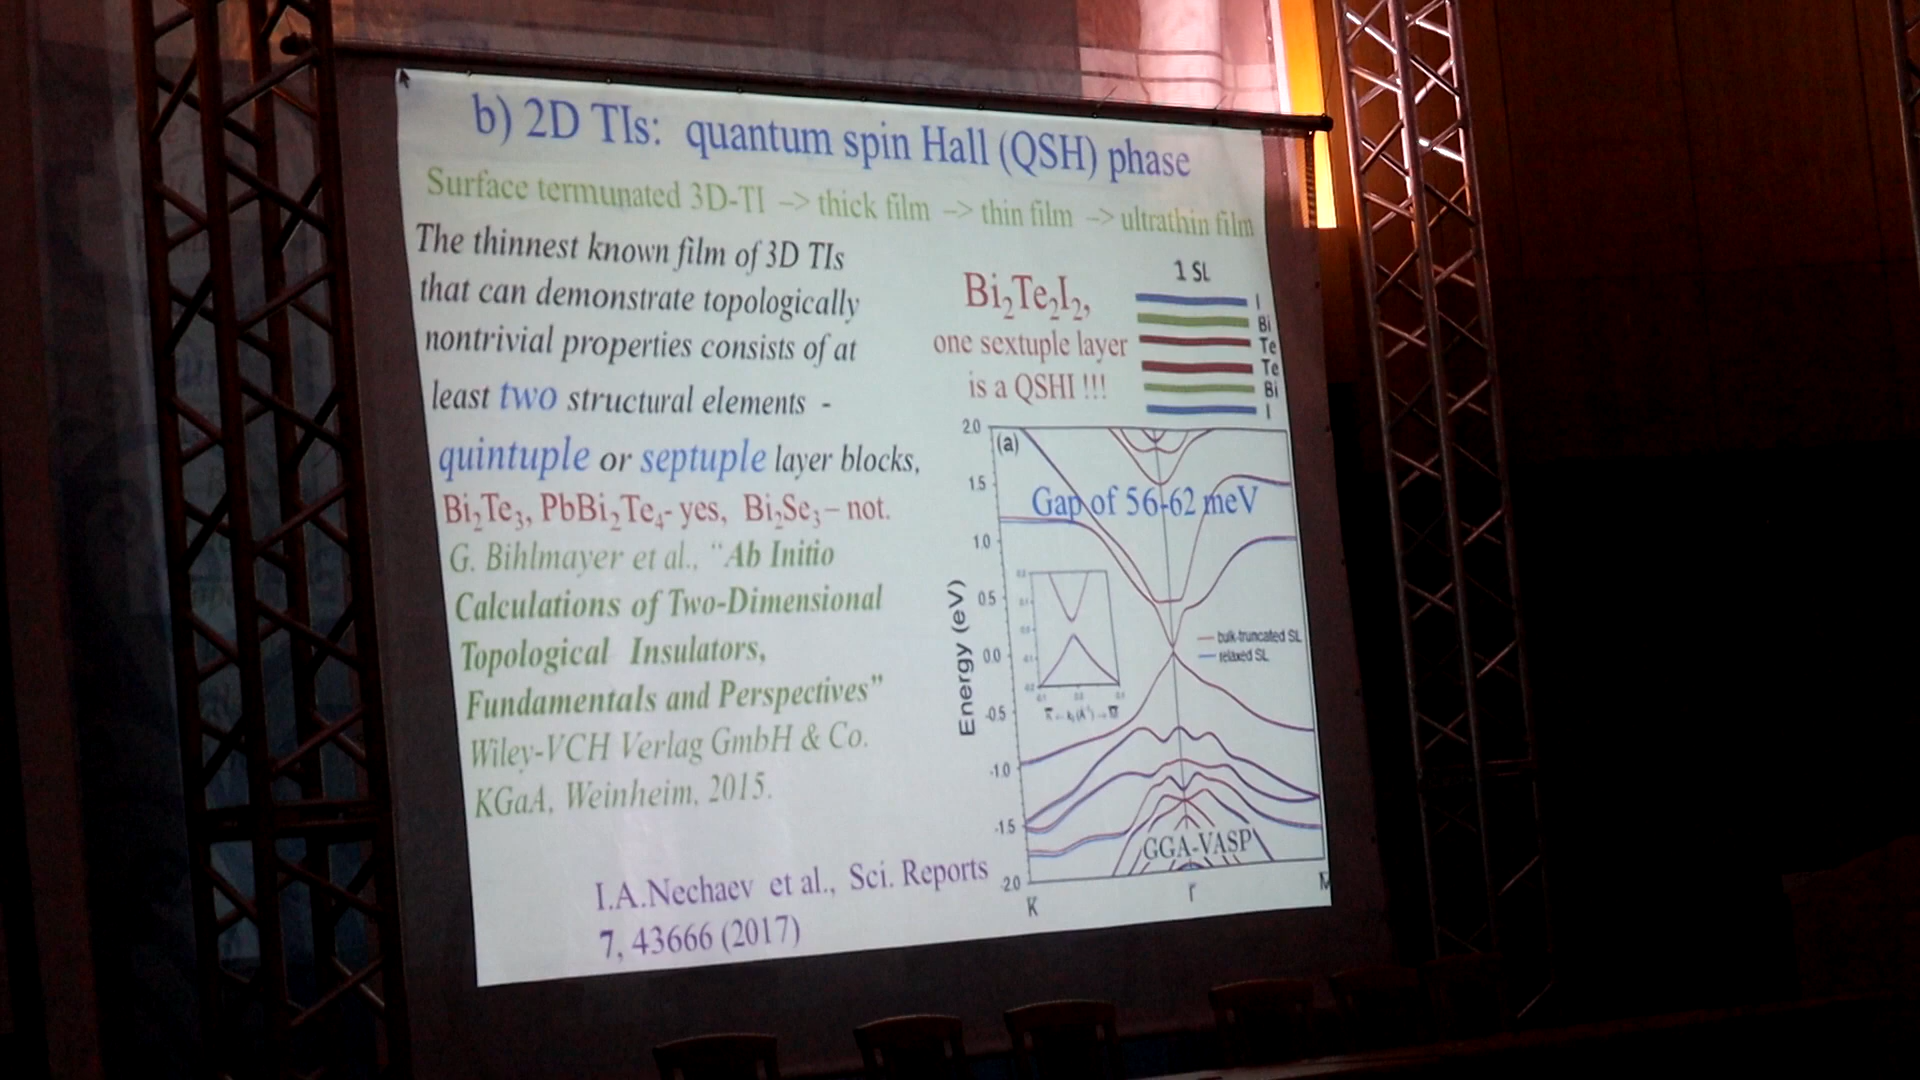 b) 2D TIs: quantum spin Hall (QSH) phase
Surface termunated 3D-TI –> thick film –> thin film –> ultrathin film
The thinnest known film of 3D TIs
that can demonstrate topologically
nontrivial properties consists of at
least two structural elements -
quintuple or septuple layer blocks,
Bi₂Te₃, PbBi₂Te₄- yes, Bi₂Se₃ – not.
G. Bihlmayer et al., “Ab Initio
Calculations of Two-Dimensional
Topological Insulators,
Fundamentals and Perspectives”
Wiley-VCH Verlag GmbH & Co.
KGaA, Weinheim, 2015.
I.A.Nechaev et al., Sci. Reports
7, 43666 (2017)
Bi₂Te₂I₂,
one sextuple layer
is a QSHI !!!
1 SL
I
Bi
Te
Te
Bi
I
(a)
Gap of 56-62 meV
2.0
1.5
1.0
0.5
0.0
-0.5
-1.0
-1.5
-2.0
Energy (eV)
bulk-truncated SL
relaxed SL
GGA-VASP
K
Γ
M